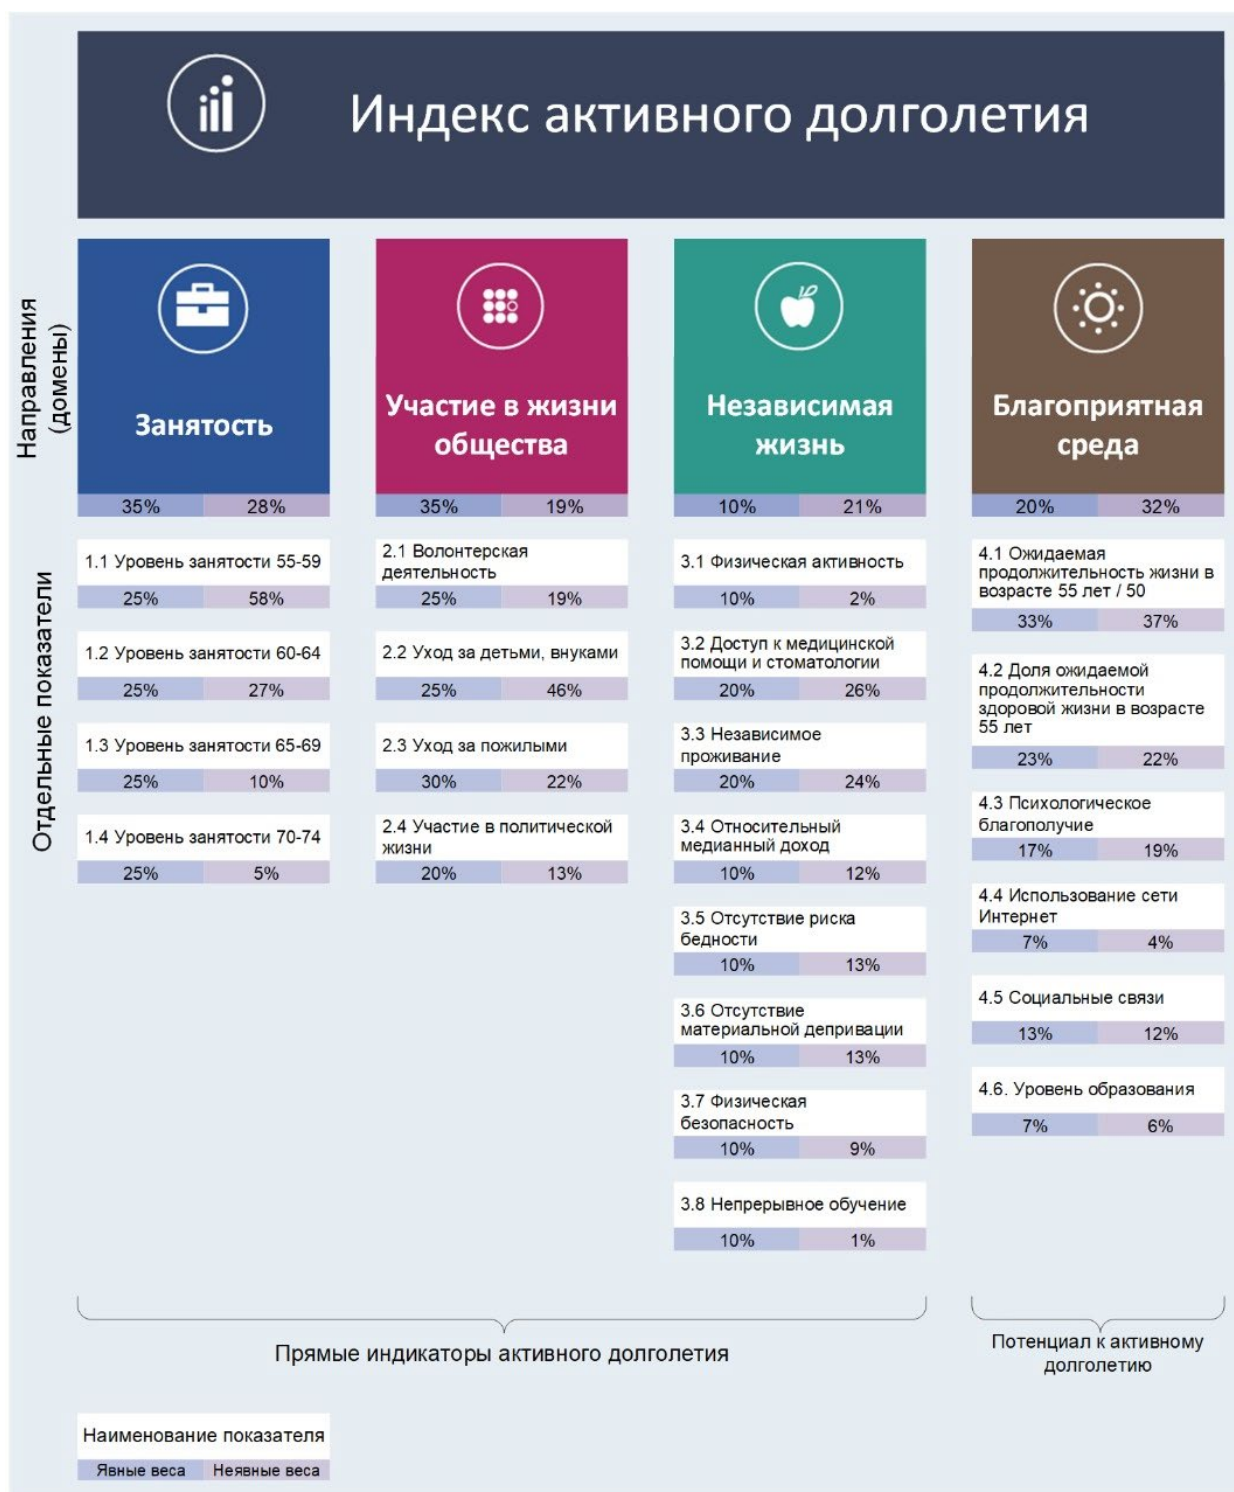 Индекс активного долголетия
Направления
(домены)
Занятость
35% 28%
Участие в жизни
общества
35% 19%
Независимая
жизнь
10% 21%
Благоприятная
среда
20% 32%
Отдельные показатели
1.1 Уровень занятости 55-59
25% 58%
1.2 Уровень занятости 60-64
25% 27%
1.3 Уровень занятости 65-69
25% 10%
1.4 Уровень занятости 70-74
25% 5%
2.1 Волонтерская
деятельность
25% 19%
2.2 Уход за детьми, внуками
25% 46%
2.3 Уход за пожилыми
30% 22%
2.4 Участие в политической
жизни
20% 13%
3.1 Физическая активность
10% 2%
3.2 Доступ к медицинской
помощи и стоматологии
20% 26%
3.3 Независимое
проживание
20% 24%
3.4 Относительный
медианный доход
10% 12%
3.5 Отсутствие риска
бедности
10% 13%
3.6 Отсутствие
материальной депривации
10% 13%
3.7 Физическая
безопасность
10% 9%
3.8 Непрерывное обучение
10% 1%
4.1 Ожидаемая
продолжительность жизни в
возрасте 55 лет / 50
33% 37%
4.2 Доля ожидаемой
продолжительности
здоровой жизни в возрасте
55 лет
23% 22%
4.3 Психологическое
благополучие
17% 19%
4.4 Использование сети
Интернет
7% 4%
4.5 Социальные связи
13% 12%
4.6. Уровень образования
7% 6%
Прямые индикаторы активного долголетия
Потенциал к активному
долголетию
Наименование показателя
Явные веса Неявные веса